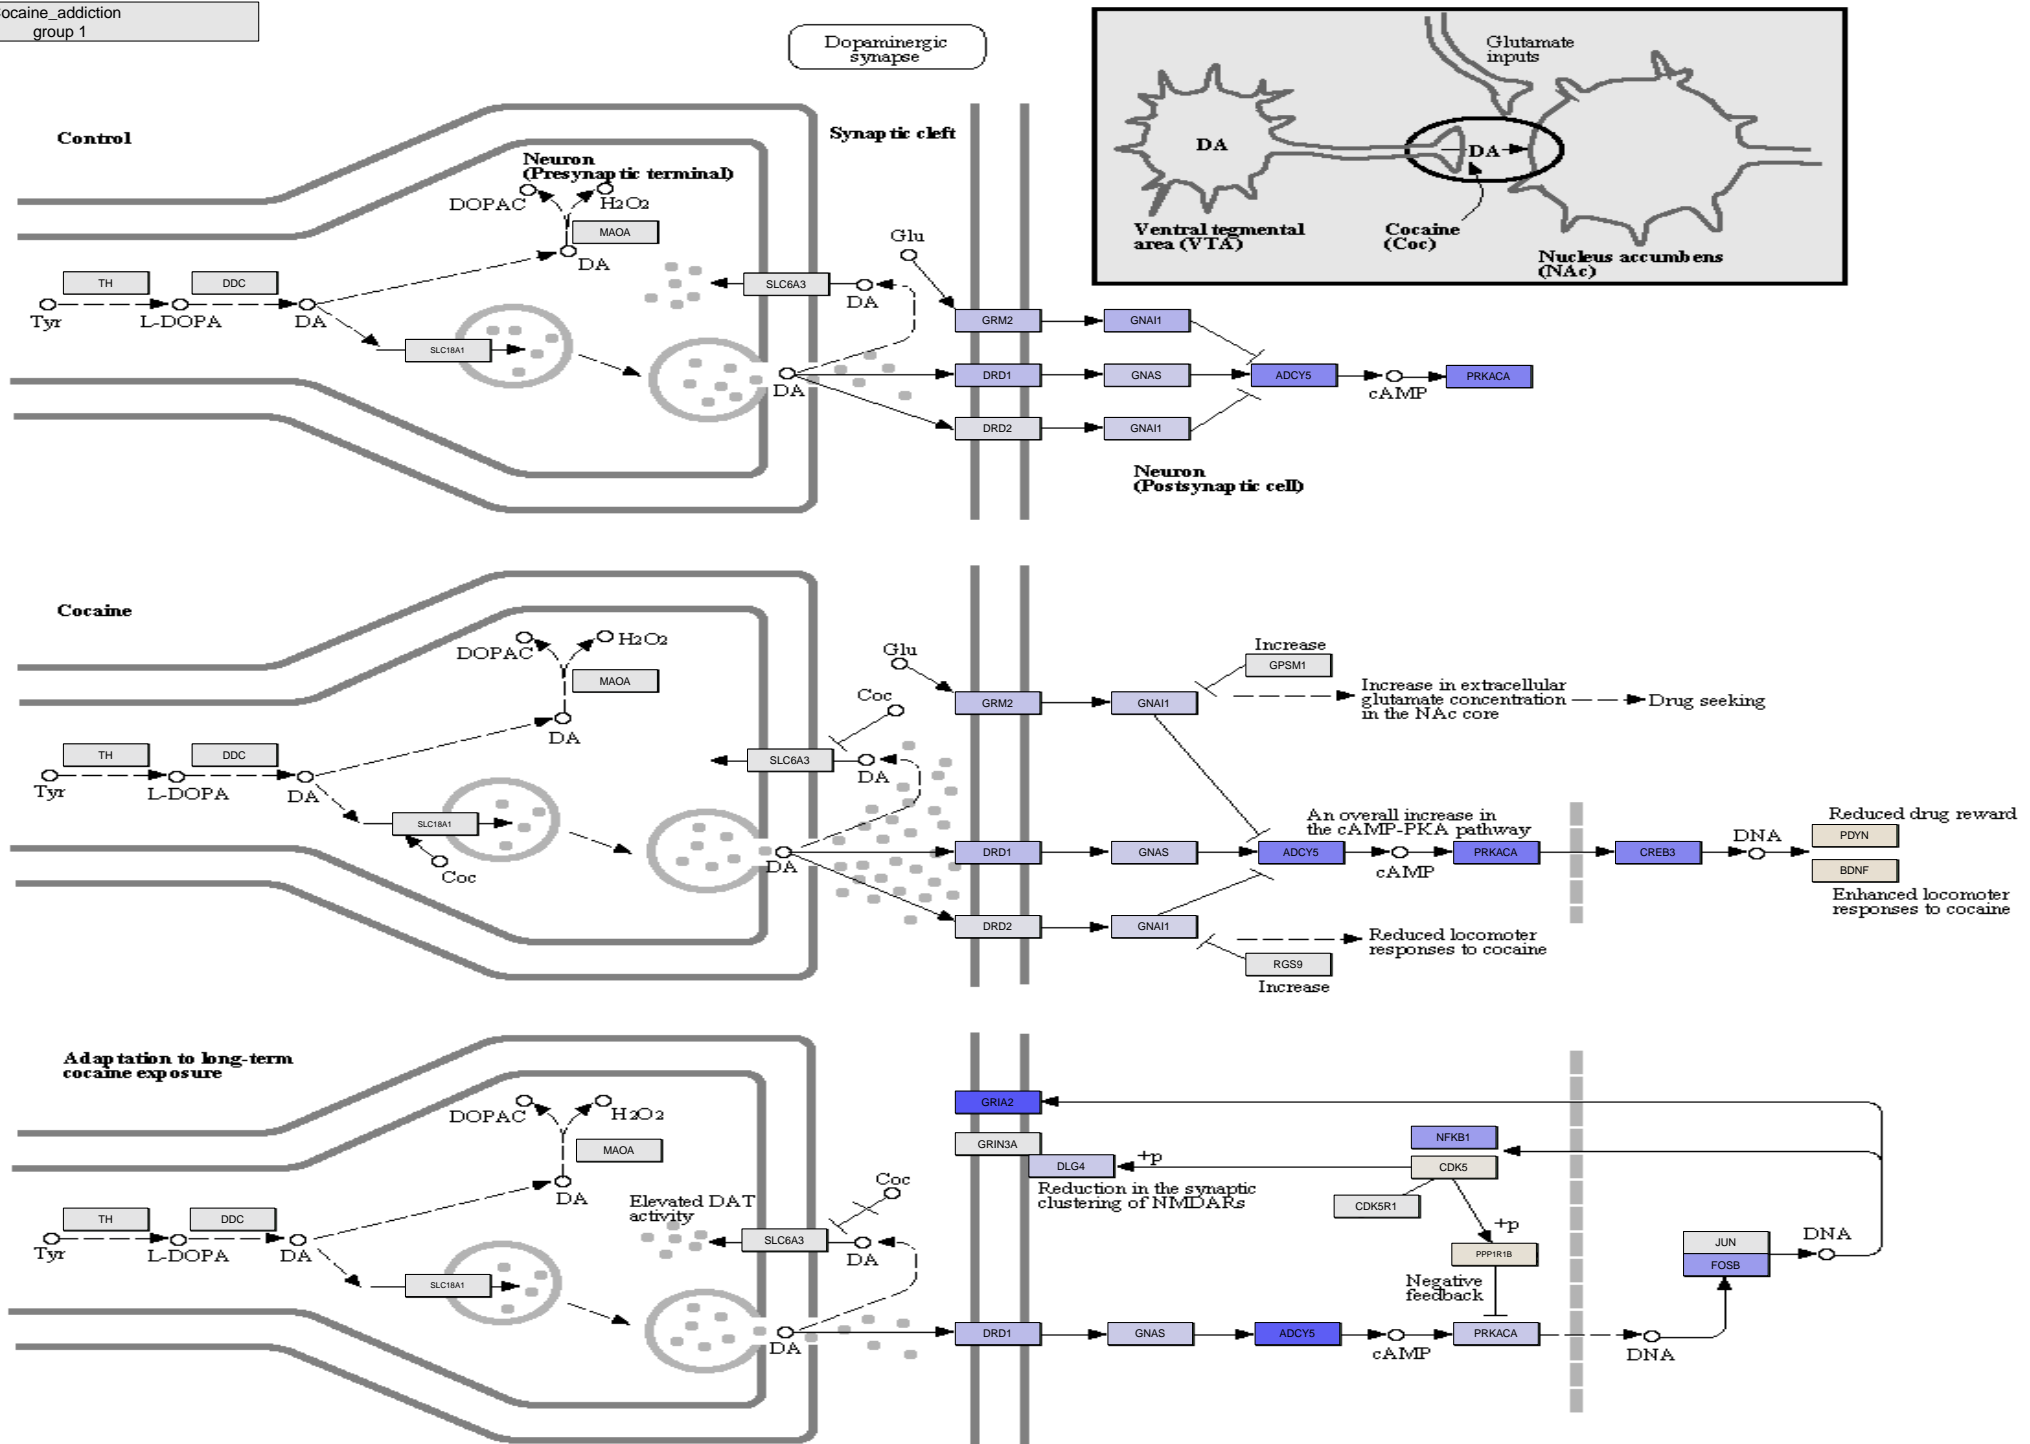 ocaine_addiction
group 1
Dopaminergic
synapse
Glutamate
inputs
DA
DA
Ventral tegmental
area (VTA)
Cocaine
(Coc)
Nucleus accumbens
(NAc)
Control
Synaptic cleft
Neuron
(Presynaptic terminal)
DOPAC
H2O2
MAOA
DA
Glu
TH
DDC
SLC6A3
DA
Tyr
L-DOPA
DA
SLC18A1
GRM2
GNAI1
DA
DRD1
GNAS
ADCY5
cAMP
PRKACA
DRD2
GNAI1
Neuron
(Postsynaptic cell)
Cocaine
DOPAC
H2O2
MAOA
DA
Glu
Coc
Increase
GPSM1
GRM2
GNAI1
Increase in extracellular
glutamate concentration
in the NAc core
Drug seeking
TH
DDC
SLC6A3
DA
Tyr
L-DOPA
DA
SLC18A1
Coc
An overall increase in
the cAMP-PKA pathway
Reduced drug reward
DA
DRD1
GNAS
ADCY5
cAMP
PRKACA
CREB3
DNA
PDYN
BDNF
Enhanced locomoter
responses to cocaine
DRD2
GNAI1
Reduced locomoter
responses to cocaine
RGS9
Increase
Adaptation to long-term
cocaine exposure
DOPAC
H2O2
MAOA
DA
Elevated DAT
activity
Coc
TH
DDC
SLC6A3
DA
Tyr
L-DOPA
DA
SLC18A1
GRIA2
GRIN3A
DLG4
+p
Reduction in the synaptic
clustering of NMDARs
NFKB1
CDK5
CDK5R1
+p
PPP1R1B
Negative
feedback
JUN
FOSB
DNA
DA
DRD1
GNAS
ADCY5
cAMP
PRKACA
DNA